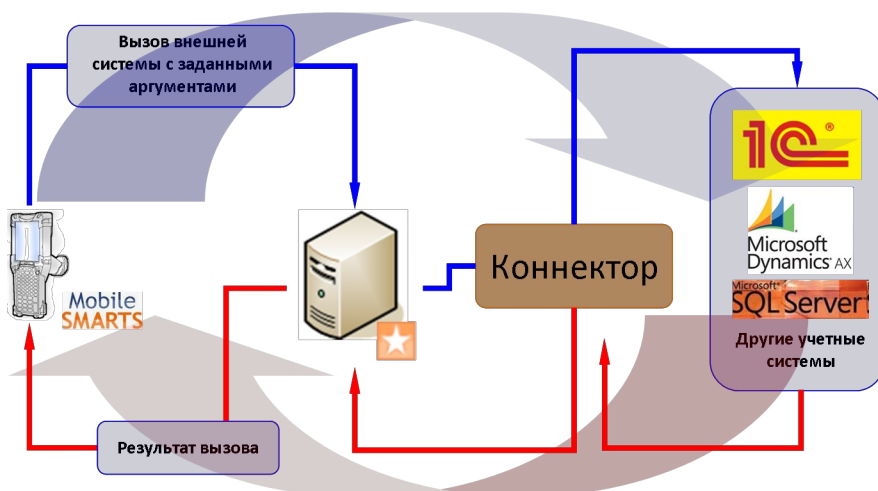 Вызов внешней
системы с заданными
аргументами
1С®
Microsoft
Dynamics AX
Microsoft®
SQL Server
Другие учетные
системы
Коннектор
Mobile
SMARTS
Результат вызова